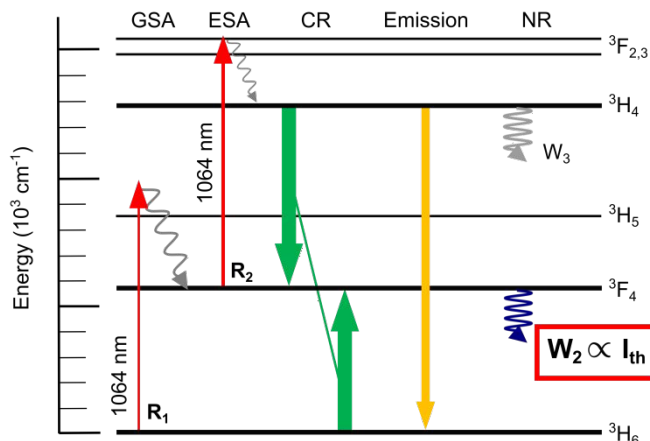 GSA ESA CR Emission NR
³F₂,₃
³H₄
W₃
1064 nm
³H₅
Energy (10³ cm⁻¹)
R₂
³F₄
W₂ ∝ Iₜₕ
1064 nm
R₁
³H₆